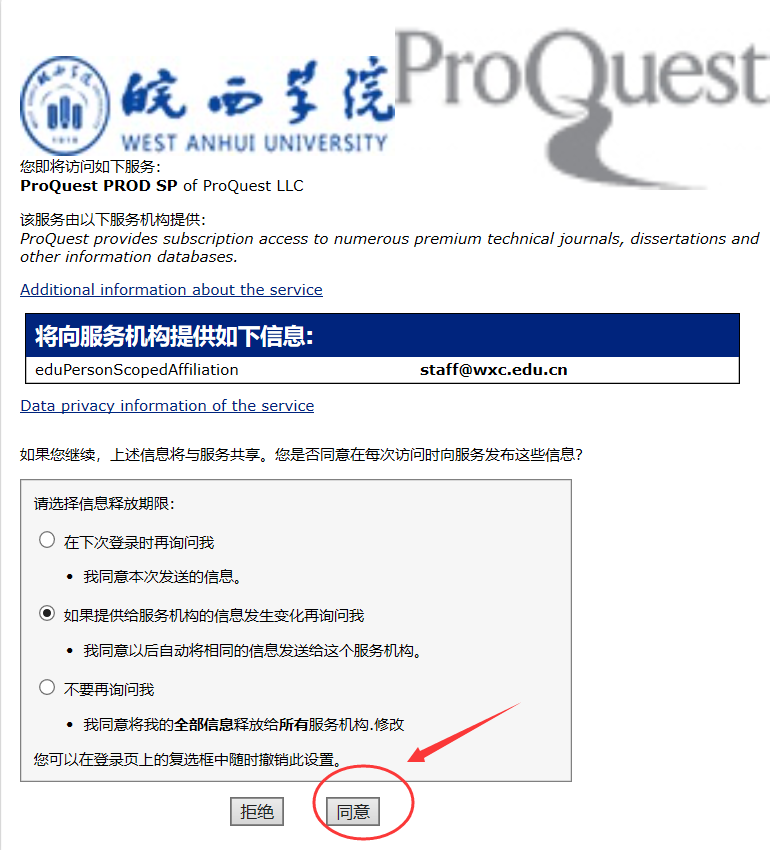 皖西学院
WEST ANHUI UNIVERSITY
ProQuest
您即将访问如下服务：
ProQuest PROD SP of ProQuest LLC
该服务由以下服务机构提供：
ProQuest provides subscription access to numerous premium technical journals, dissertations and
other information databases.
Additional information about the service
将向服务机构提供如下信息:
eduPersonScopedAffiliation staff@wxc.edu.cn
Data privacy information of the service
如果您继续，上述信息将与服务共享。您是否同意在每次访问时向服务发布这些信息?
请选择信息释放期限：
在下次登录时再询问我
• 我同意本次发送的信息。
如果提供给服务机构的信息发生变化再询问我
• 我同意以后自动将相同的信息发送给这个服务机构。
不要再询问我
• 我同意将我的全部信息释放给所有服务机构.修改
您可以在登录页上的复选框中随时撤销此设置。
拒绝 同意